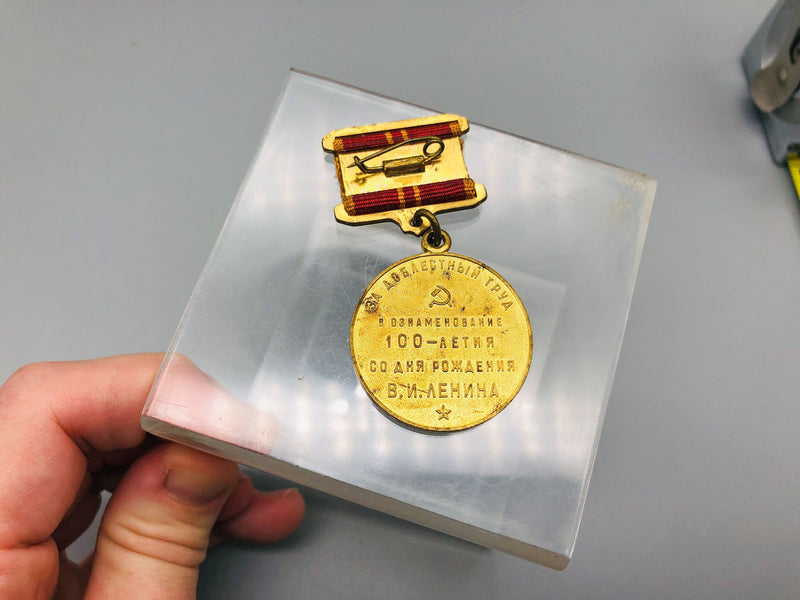 ЗА ДОБЛЕСТНЫЙ ТРУД
В ОЗНАМЕНОВАНИЕ
100-ЛЕТИЯ
СО ДНЯ РОЖДЕНИЯ
В.И.ЛЕНИНА